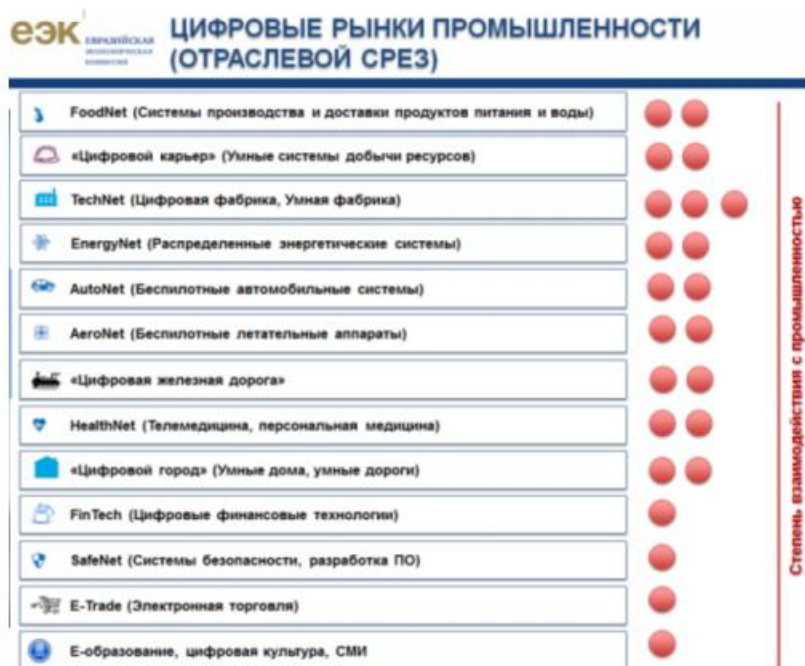 еэк
ЕВРАЗИЙСКАЯ
ЭКОНОМИЧЕСКАЯ
КОМИССИЯ
ЦИФРОВЫЕ РЫНКИ ПРОМЫШЛЕННОСТИ
(ОТРАСЛЕВОЙ СРЕЗ)
FoodNet (Системы производства и доставки продуктов питания и воды)
«Цифровой карьер» (Умные системы добычи ресурсов)
TechNet (Цифровая фабрика, Умная фабрика)
EnergyNet (Распределенные энергетические системы)
AutoNet (Беспилотные автомобильные системы)
AeroNet (Беспилотные летательные аппараты)
«Цифровая железная дорога»
HealthNet (Телемедицина, персональная медицина)
«Цифровой город» (Умные дома, умные дороги)
FinTech (Цифровые финансовые технологии)
SafeNet (Системы безопасности, разработка ПО)
E-Trade (Электронная торговля)
Е-образование, цифровая культура, СМИ
Степень взаимодействия с промышленностью